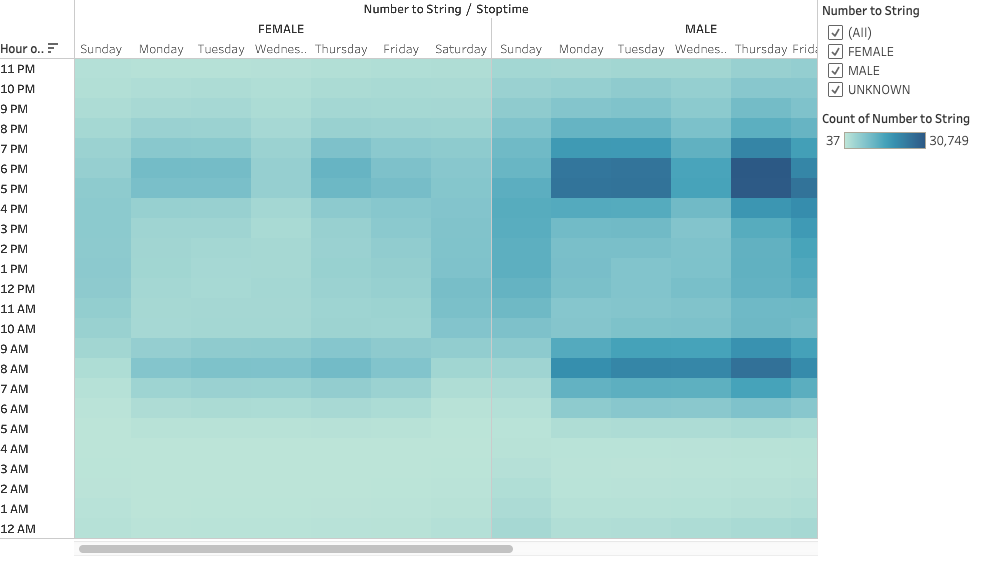 Number to String / Stoptime
FEMALE MALE
Hour o.. Sunday Monday Tuesday Wednes.. Thursday Friday Saturday Sunday Monday Tuesday Wednes.. Thursday Frida
11 PM
10 PM
9 PM
8 PM
7 PM
6 PM
5 PM
4 PM
3 PM
2 PM
1 PM
12 PM
11 AM
10 AM
9 AM
8 AM
7 AM
6 AM
5 AM
4 AM
3 AM
2 AM
1 AM
12 AM
Number to String
(All)
FEMALE
MALE
UNKNOWN
Count of Number to String
37 30,749